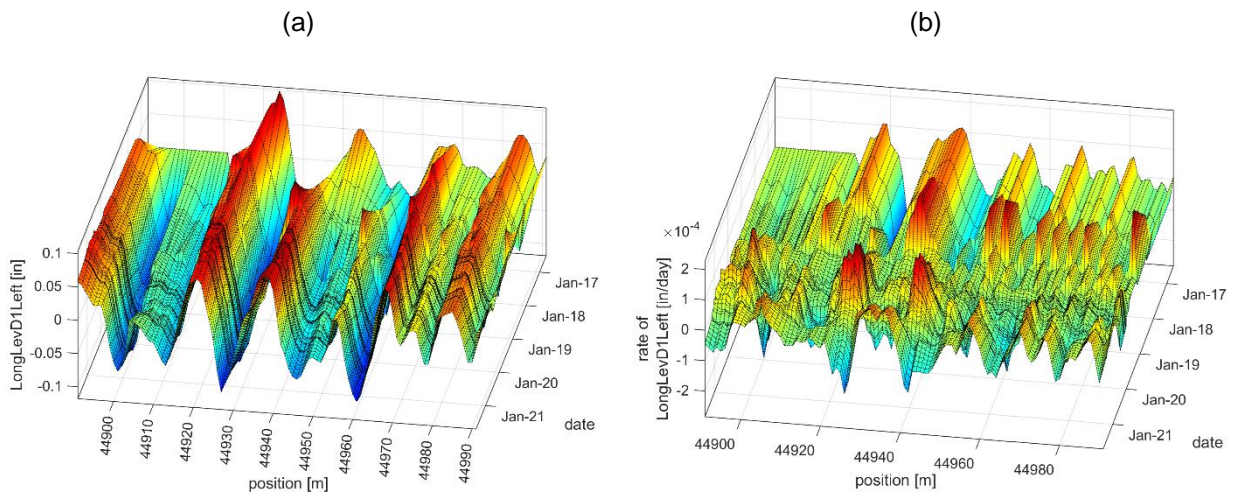 (a)
(b)
LongLevD1Left [in]
0.1
0.05
0
-0.05
-0.1
44900
44910
44920
44930
44940
44950
44960
44970
44980
44990
position [m]
Jan-17
Jan-18
Jan-19
Jan-20
Jan-21
date
×10⁻⁴
rate of
LongLevD1Left [in/day]
2
1
0
-1
-2
44900
44920
44940
44960
44980
position [m]
Jan-17
Jan-18
Jan-19
Jan-20
Jan-21
date